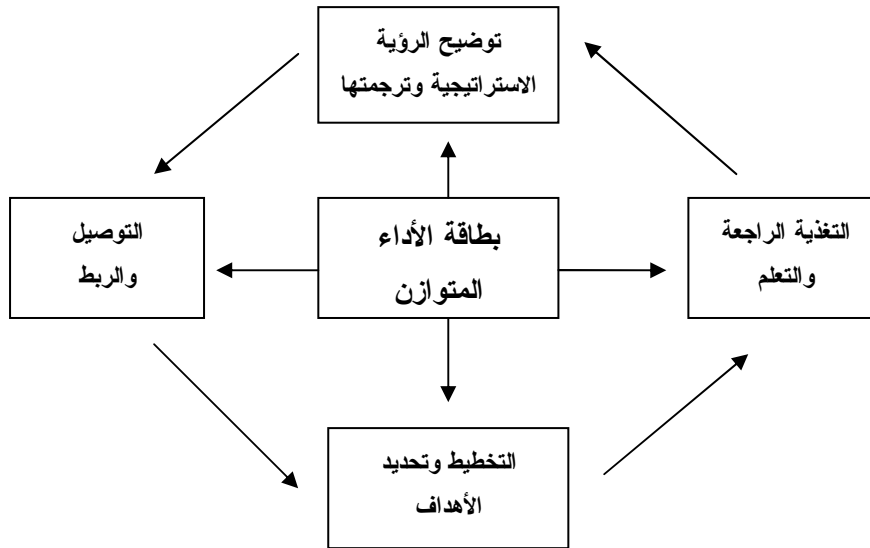 توضيح الرؤية
الاستراتيجية وترجمتها
التغذية الراجعة
والتعلم
بطاقة الأداء
المتوازن
التوصيل
والربط
التخطيط وتحديد
الأهداف